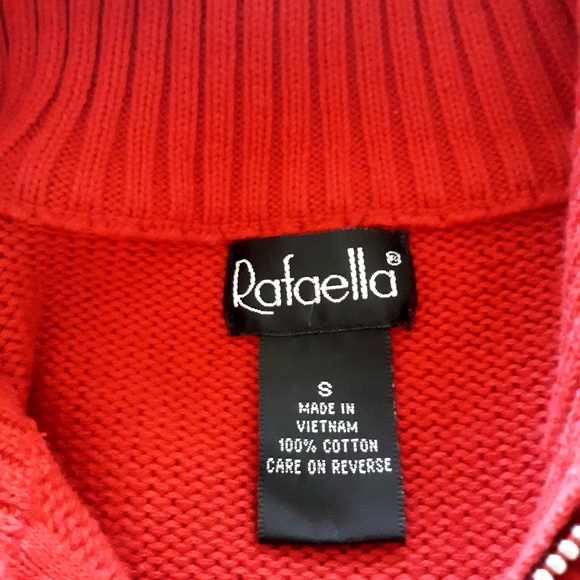 Rafaella®
S
MADE IN
VIETNAM
100% COTTON
CARE ON REVERSE